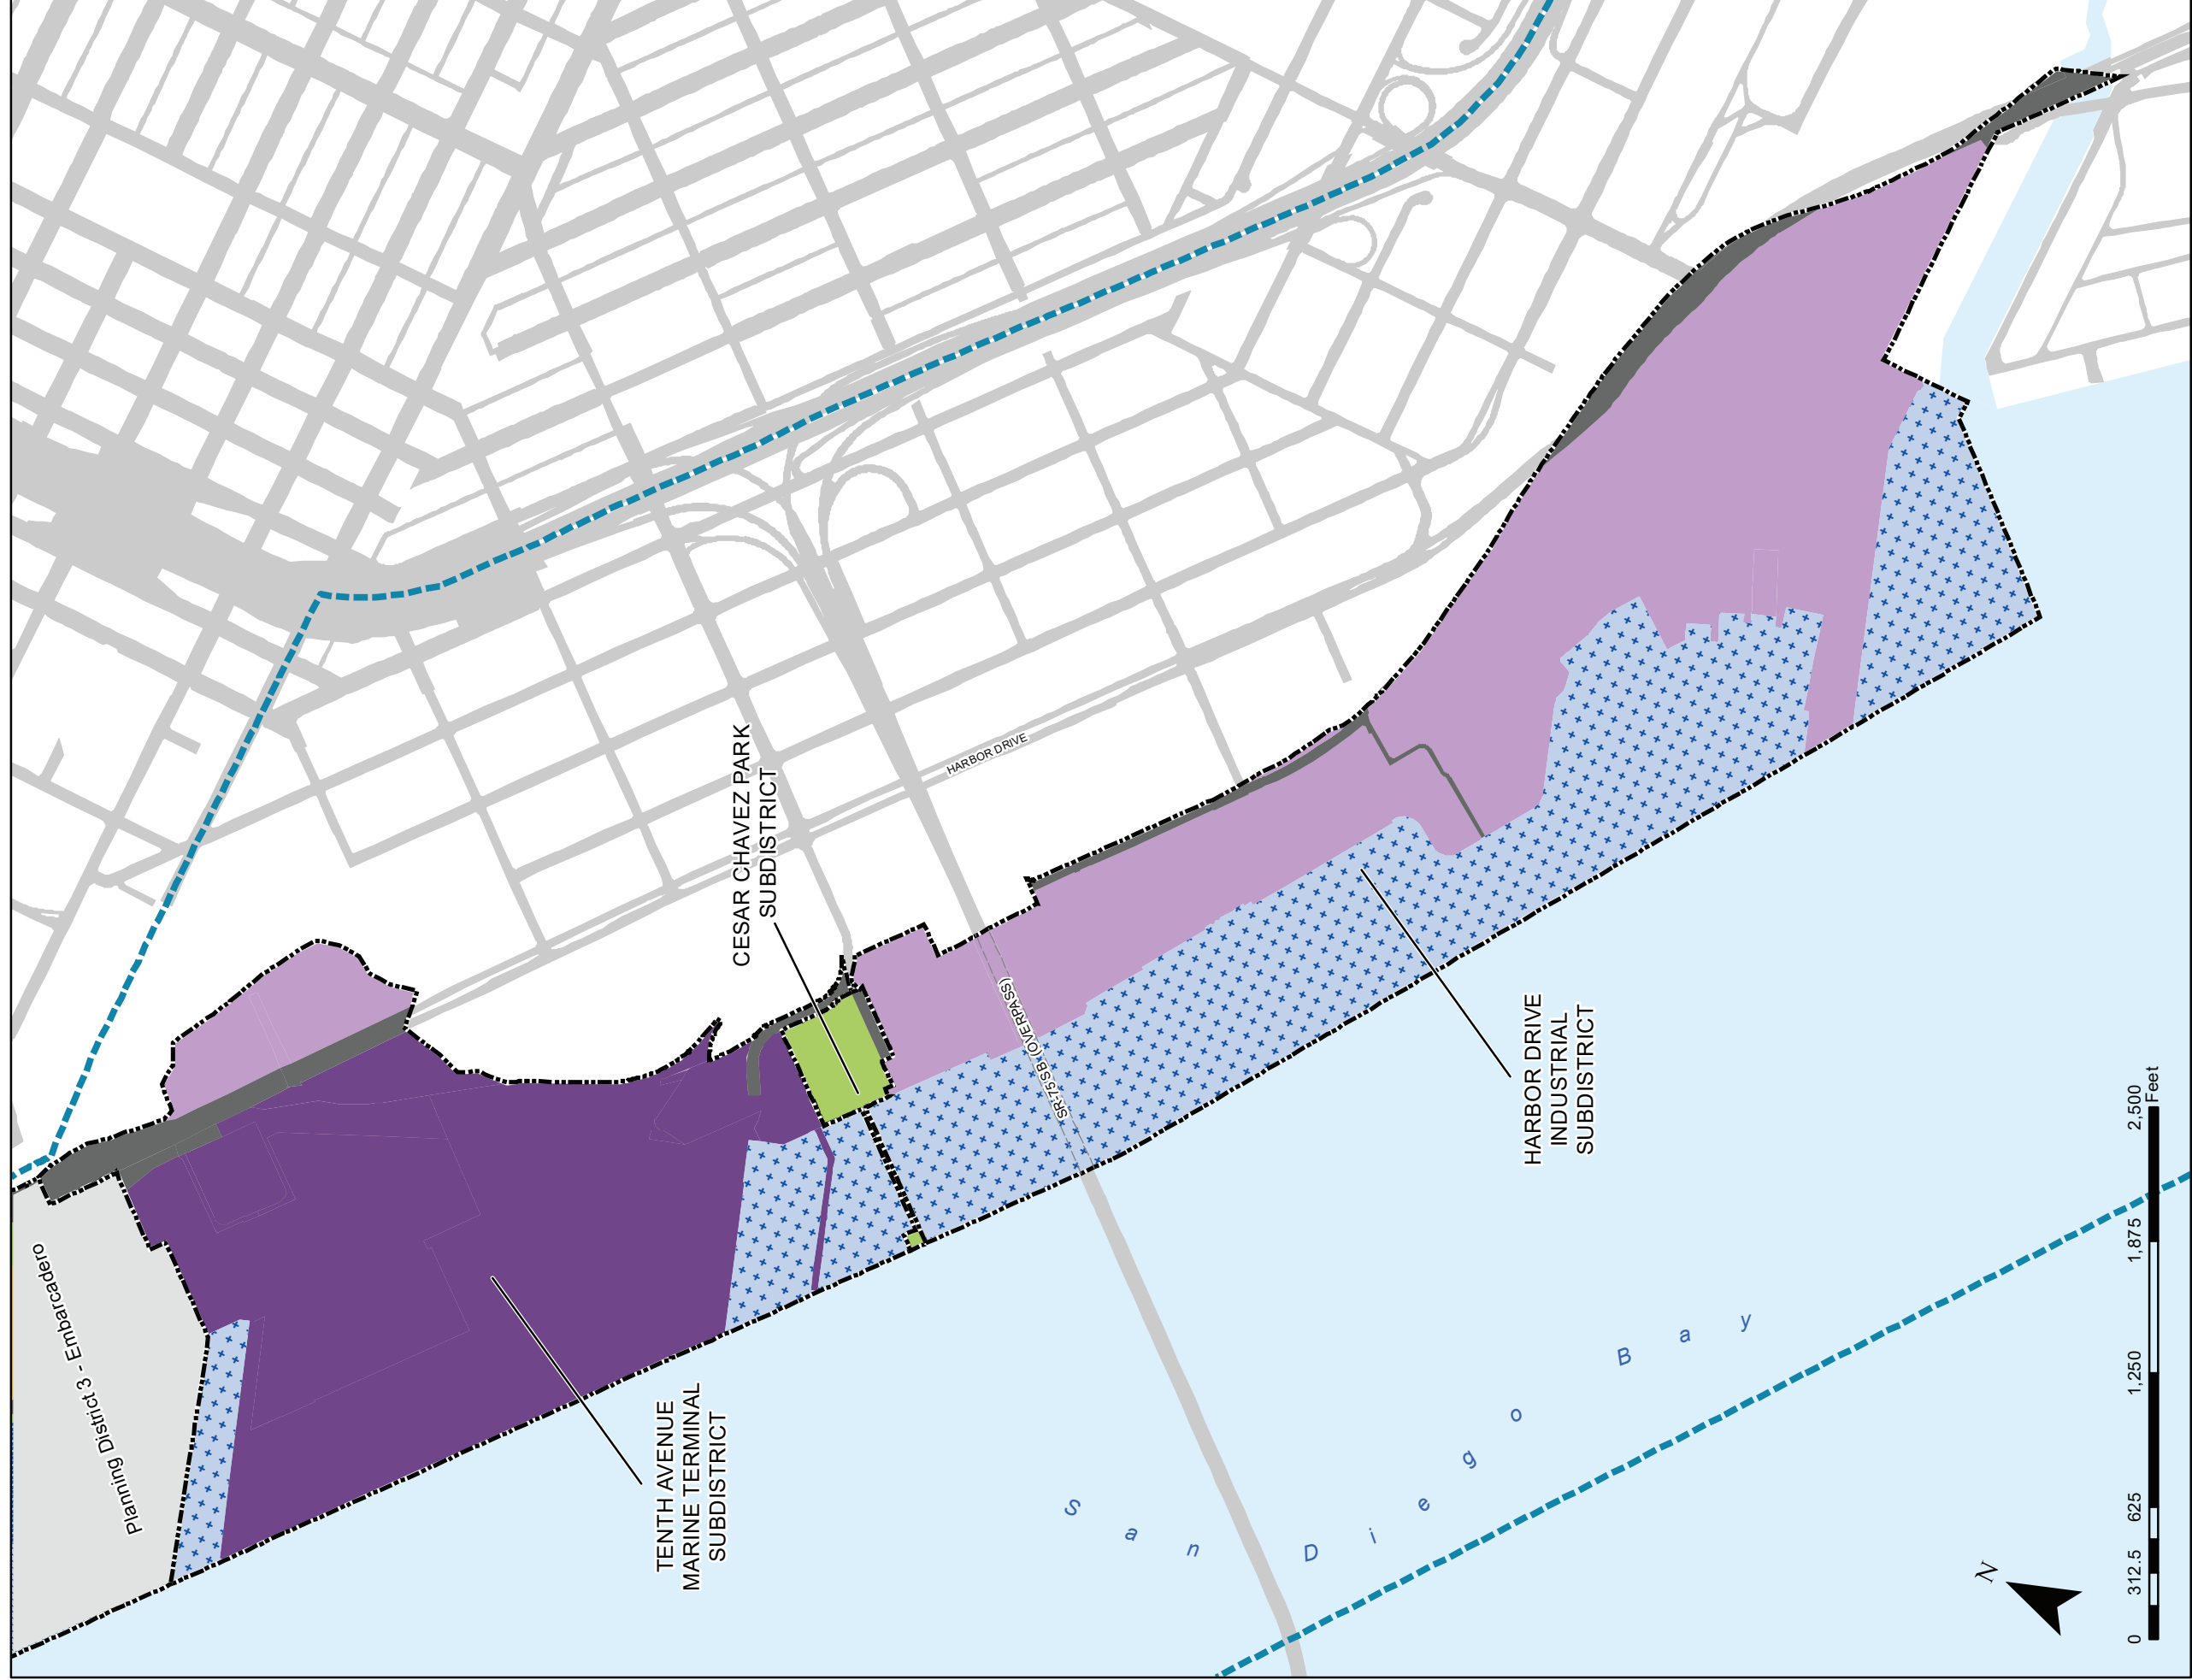 Planning District 3 - Embarcadero
TENTH AVENUE
MARINE TERMINAL
SUBDISTRICT
CESAR CHAVEZ PARK
SUBDISTRICT
HARBOR DRIVE
SR-75 SB (OVERPASS)
HARBOR DRIVE
INDUSTRIAL
SUBDISTRICT
San
Diego
Bay
N
0 312.5 625 1,250 1,875 2,500
Feet